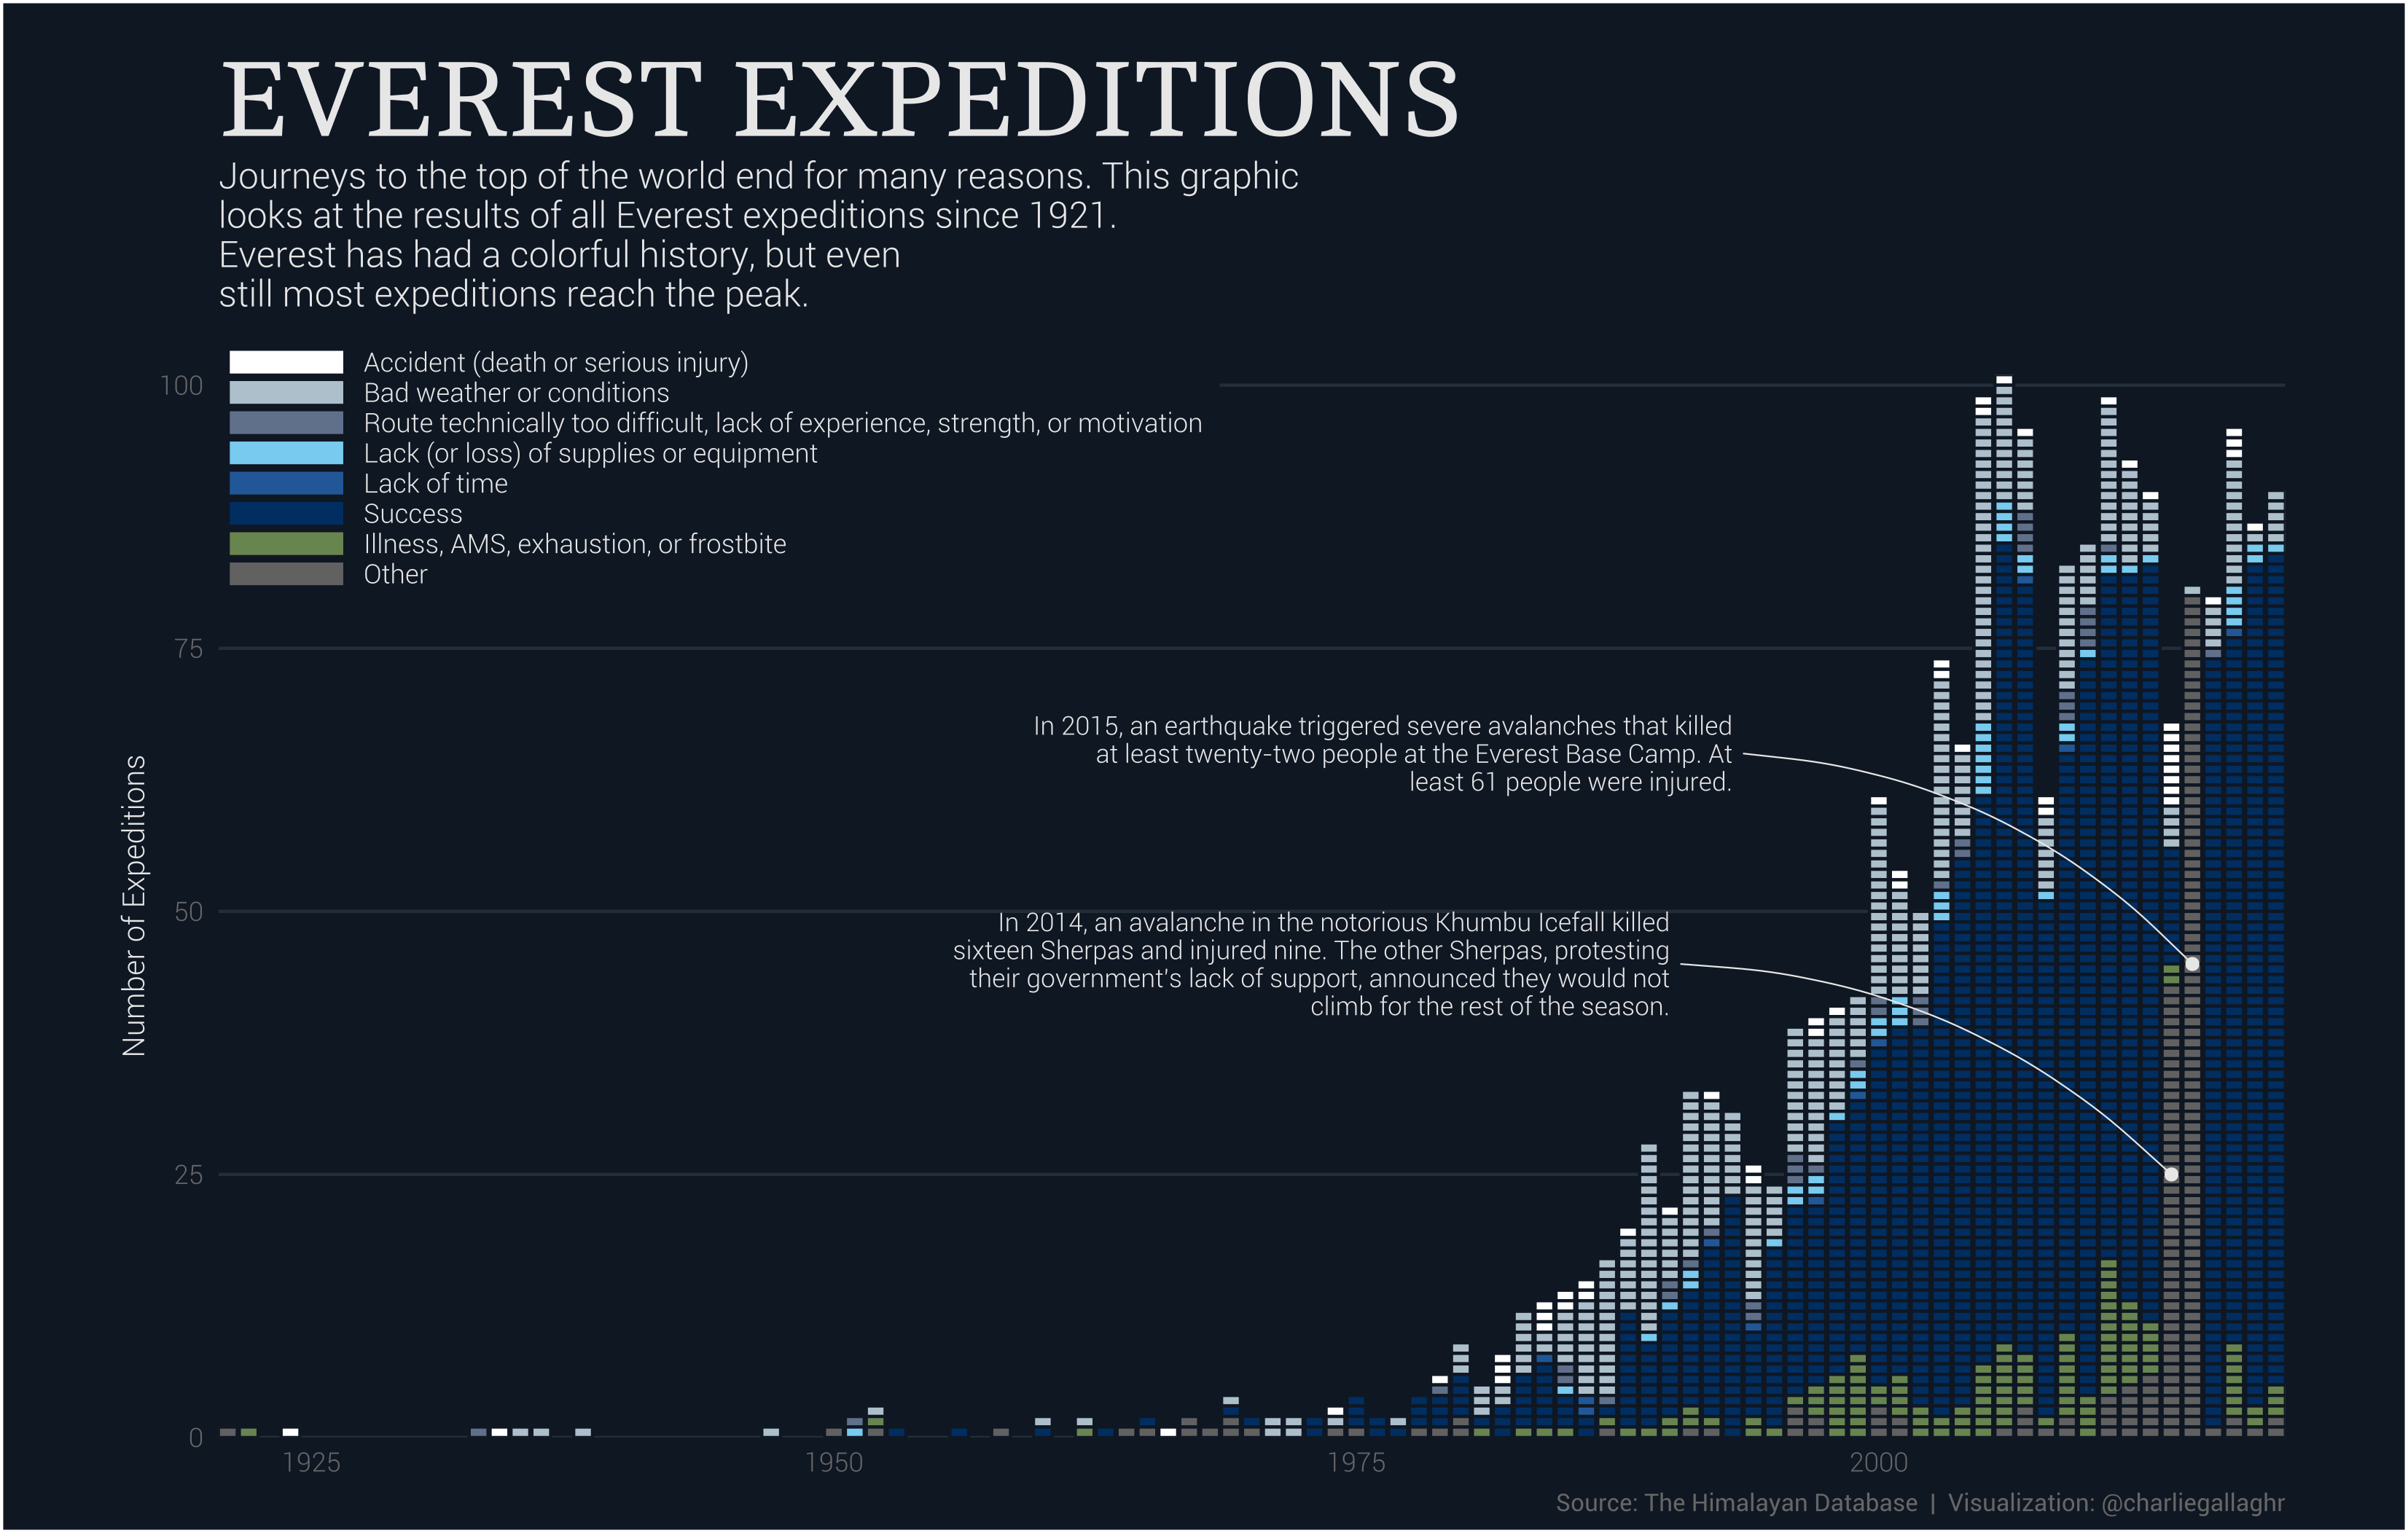 EVEREST EXPEDITIONS
Journeys to the top of the world end for many reasons. This graphic
looks at the results of all Everest expeditions since 1921.
Everest has had a colorful history, but even
still most expeditions reach the peak.
Accident (death or serious injury)
Bad weather or conditions
Route technically too difficult, lack of experience, strength, or motivation
Lack (or loss) of supplies or equipment
Lack of time
Success
Illness, AMS, exhaustion, or frostbite
Other
100
75
50
25
0
Number of Expeditions
In 2015, an earthquake triggered severe avalanches that killed
at least twenty-two people at the Everest Base Camp. At
least 61 people were injured.
In 2014, an avalanche in the notorious Khumbu Icefall killed
sixteen Sherpas and injured nine. The other Sherpas, protesting
their government's lack of support, announced they would not
climb for the rest of the season.
1925
1950
1975
2000
Source: The Himalayan Database | Visualization: @charliegallaghr